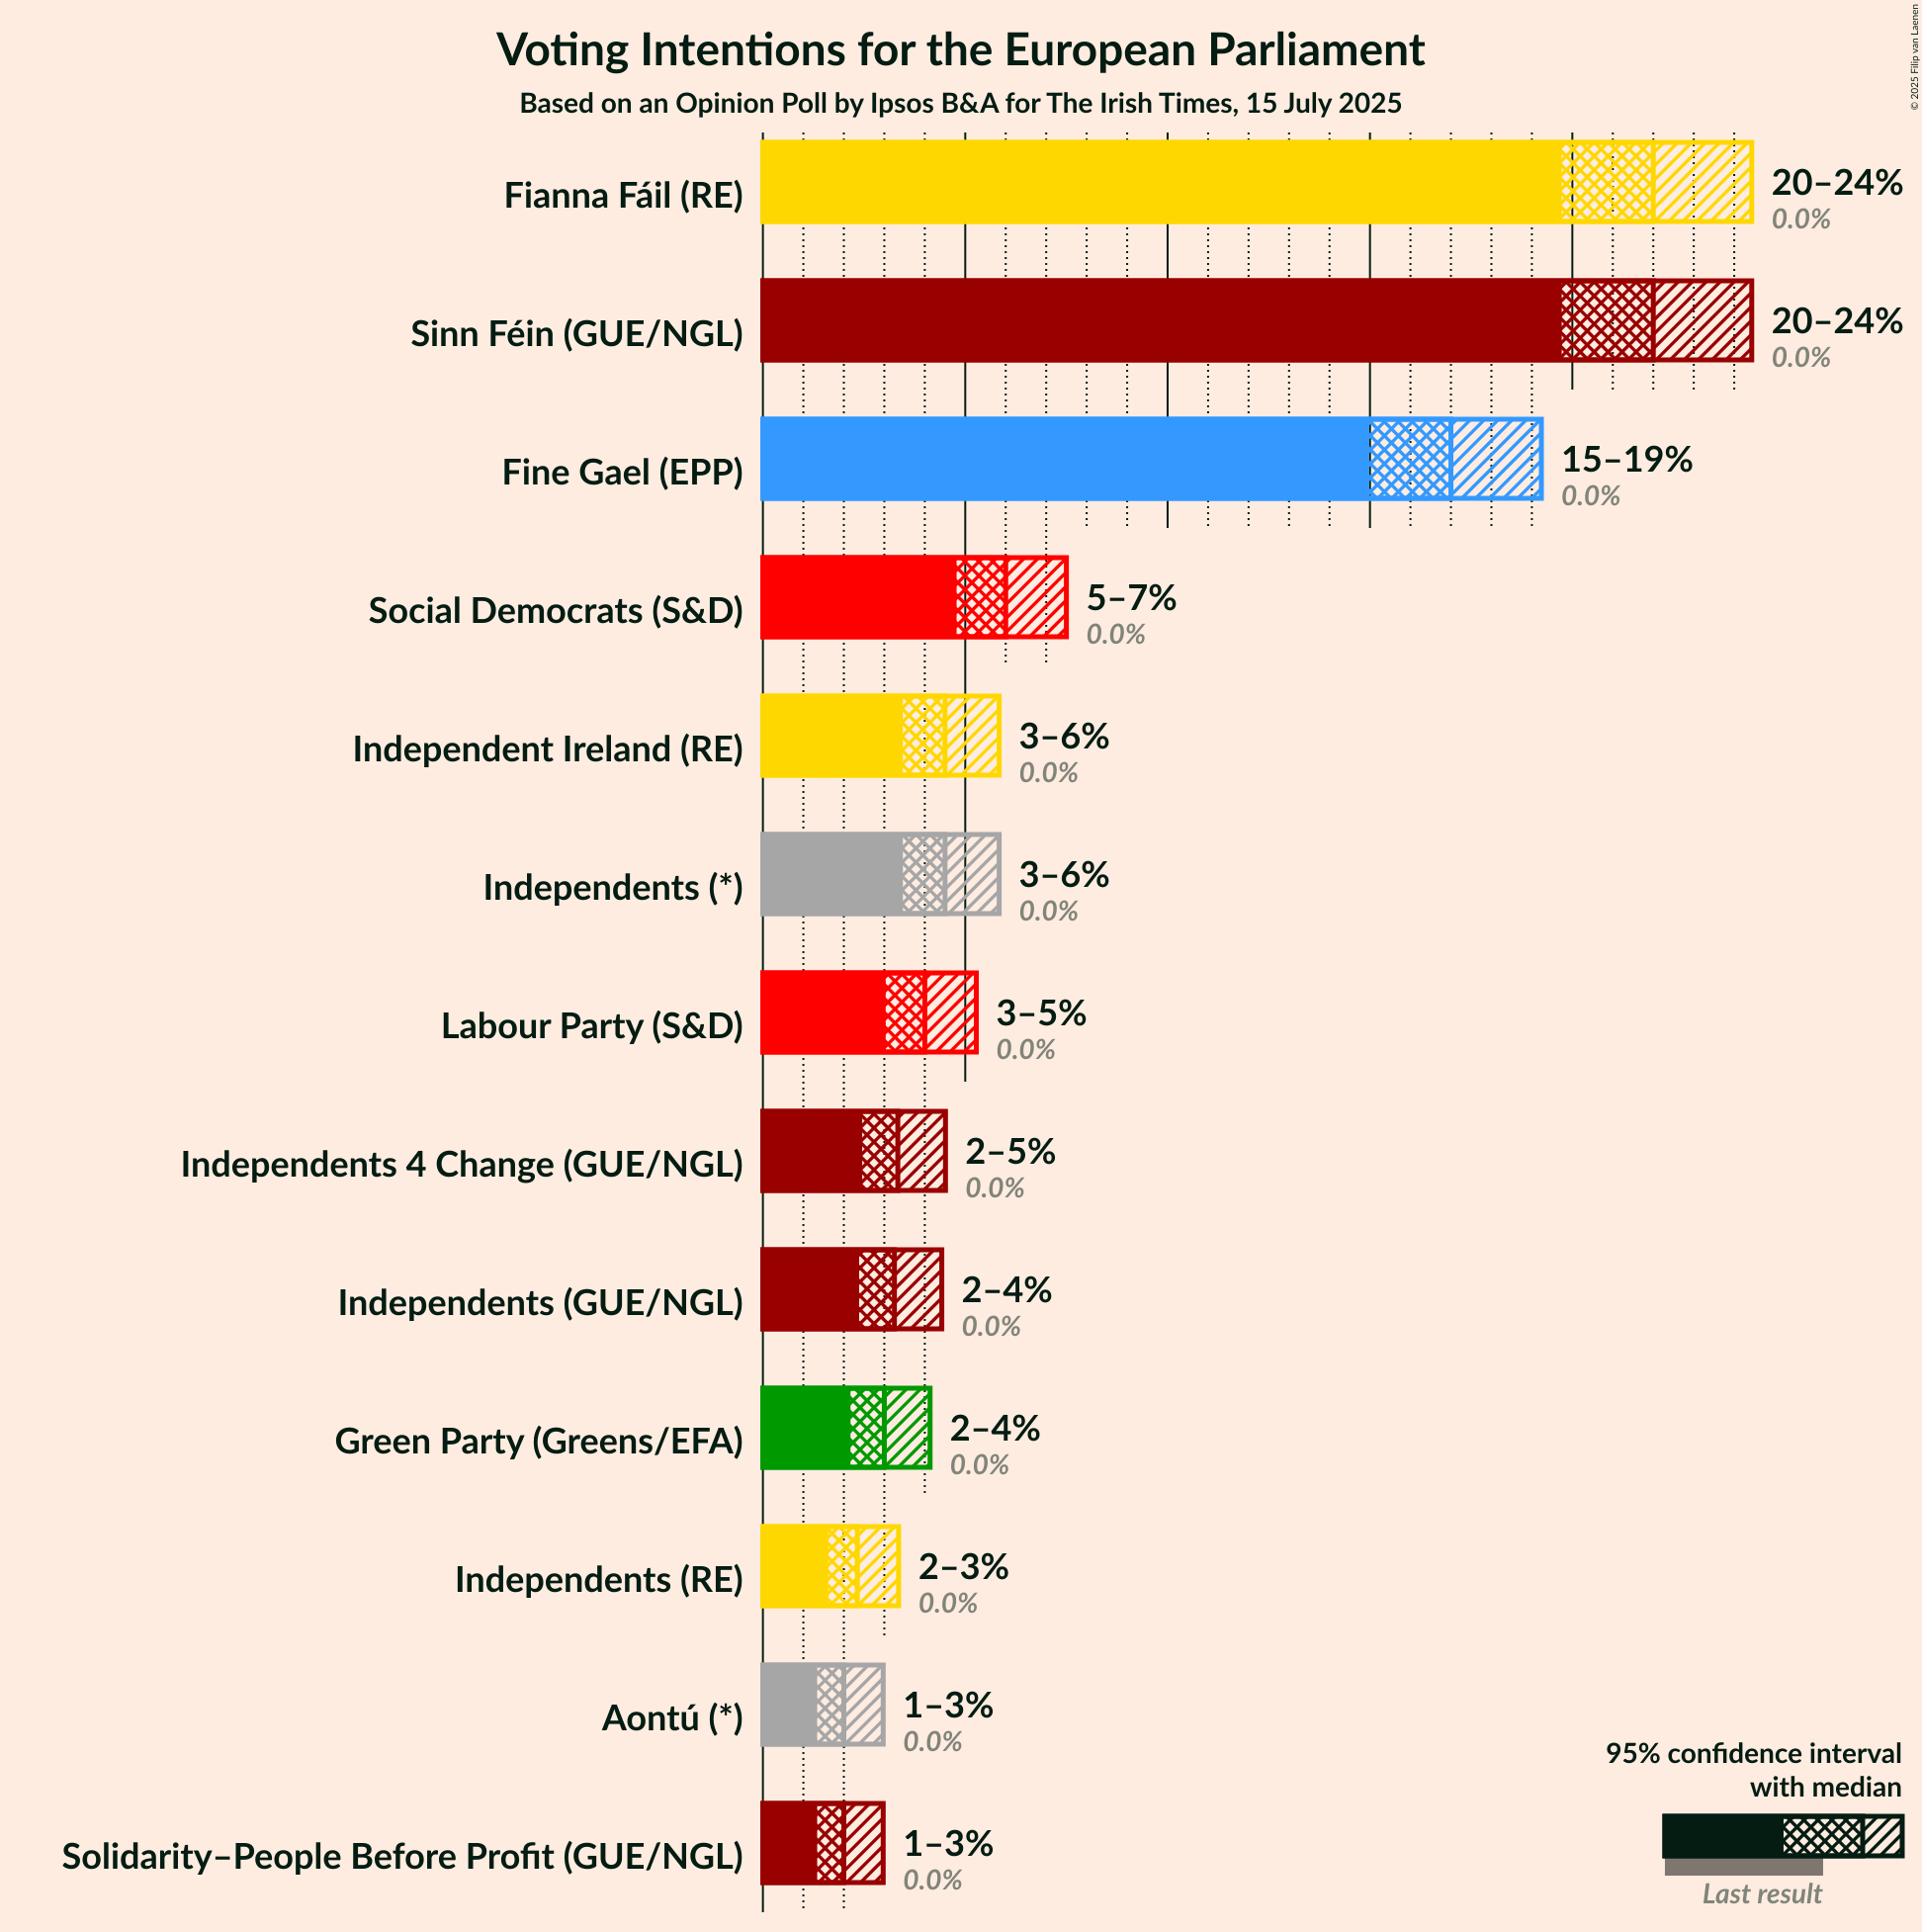 Voting Intentions for the European Parliament
Based on an Opinion Poll by Ipsos B&A for The Irish Times, 15 July 2025
© 2025 Filip van Laenen
Fianna Fáil (RE)
20–24%
0.0%
Sinn Féin (GUE/NGL)
20–24%
0.0%
Fine Gael (EPP)
15–19%
0.0%
Social Democrats (S&D)
5–7%
0.0%
Independent Ireland (RE)
3–6%
0.0%
Independents (*)
3–6%
0.0%
Labour Party (S&D)
3–5%
0.0%
Independents 4 Change (GUE/NGL)
2–5%
0.0%
Independents (GUE/NGL)
2–4%
0.0%
Green Party (Greens/EFA)
2–4%
0.0%
Independents (RE)
2–3%
0.0%
Aontú (*)
1–3%
0.0%
Solidarity–People Before Profit (GUE/NGL)
1–3%
0.0%
95% confidence interval
with median
Last result